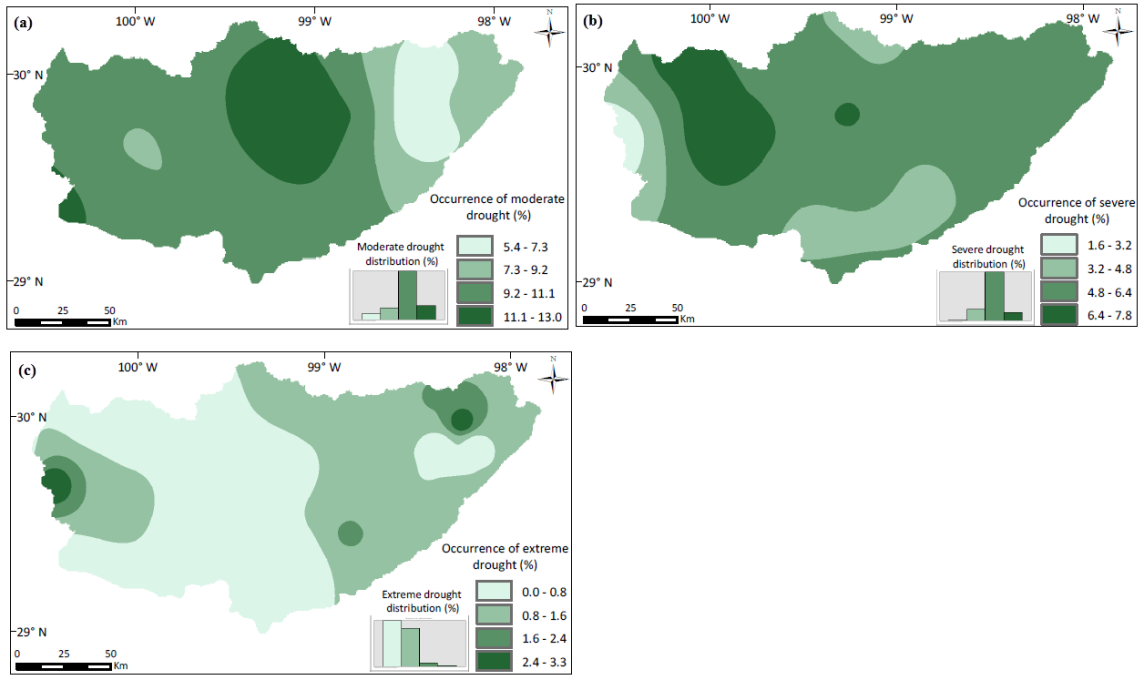 (a)
100° W
99° W
98° W
N
30° N
29° N
Occurrence of moderate
drought (%)
5.4 - 7.3
7.3 - 9.2
9.2 - 11.1
11.1 - 13.0
Moderate drought
distribution (%)
0 25 50
Km
(b)
100° W
99° W
98° W
N
30° N
29° N
Occurrence of severe
drought (%)
1.6 - 3.2
3.2 - 4.8
4.8 - 6.4
6.4 - 7.8
Severe drought
distribution (%)
0 25 50
Km
(c)
100° W
99° W
98° W
N
30° N
29° N
Occurrence of extreme
drought (%)
0.0 - 0.8
0.8 - 1.6
1.6 - 2.4
2.4 - 3.3
Extreme drought
distribution (%)
0 25 50
Km